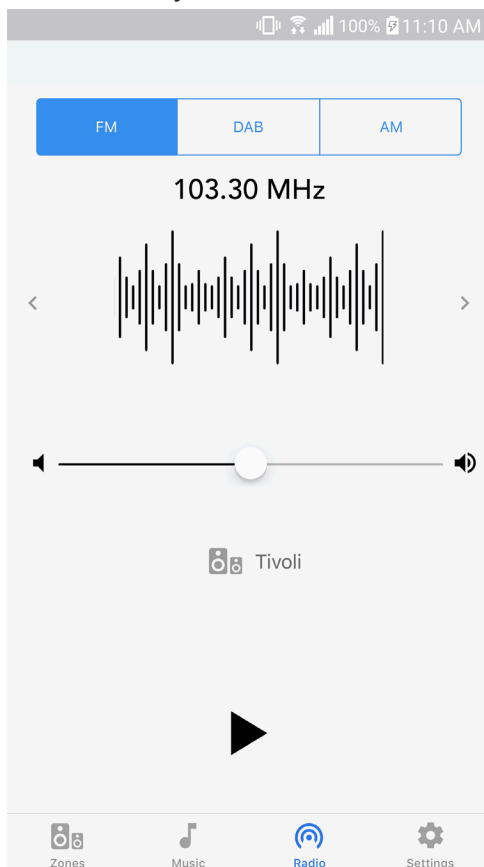 100% 11:10 AM
FM DAB AM
103.30 MHz
Tivoli
Zones Music Radio Settings